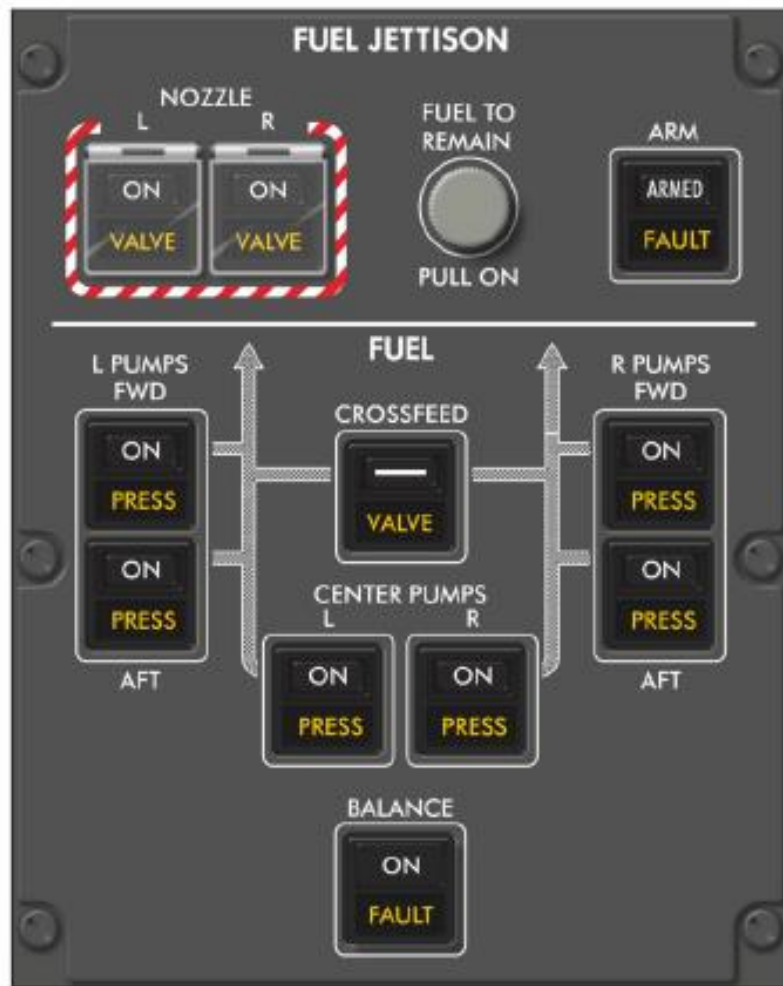 FUEL JETTISON
NOZZLE
L R
ON ON
VALVE VALVE
FUEL TO
REMAIN
PULL ON
ARM
ARMED
FAULT
FUEL
L PUMPS
FWD
ON
PRESS
ON
PRESS
AFT
CROSSFEED
VALVE
CENTER PUMPS
L R
ON ON
PRESS PRESS
R PUMPS
FWD
ON
PRESS
ON
PRESS
AFT
BALANCE
ON
FAULT